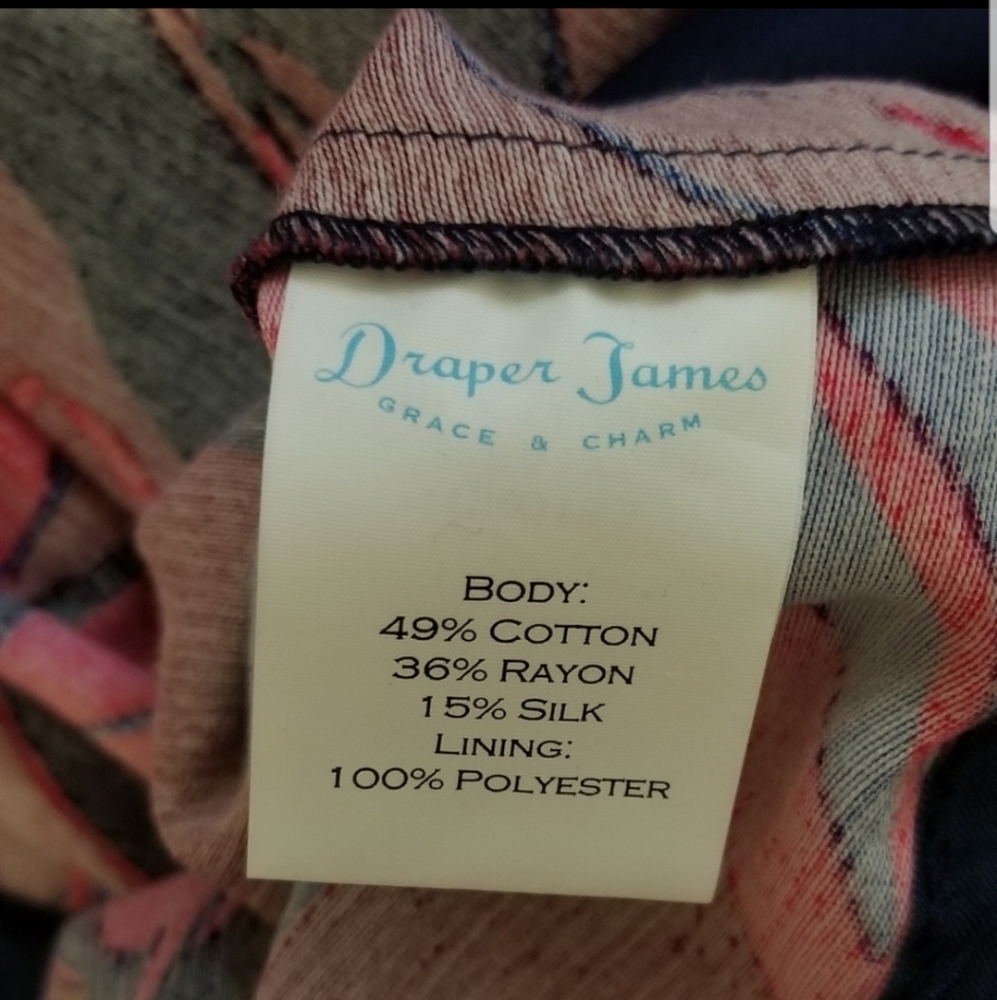 Draper James
GRACE & CHARM
BODY:
49% COTTON
36% RAYON
15% SILK
LINING:
100% POLYESTER